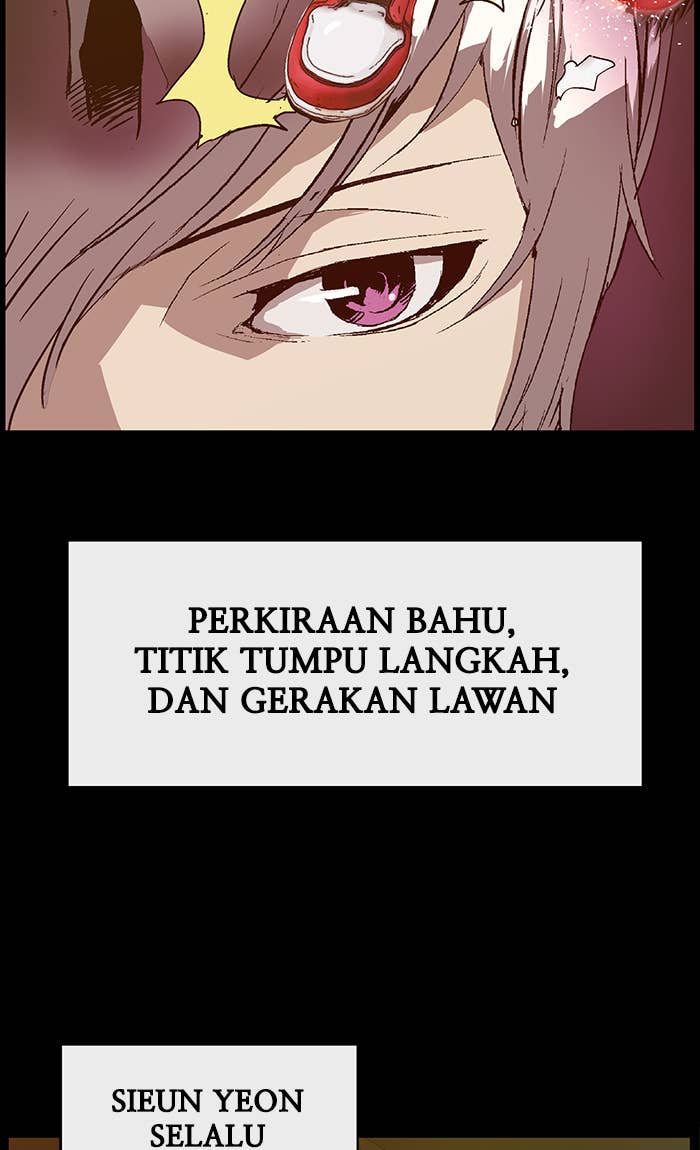 PERKIRAAN BAHU,
TITIK TUMPU LANGKAH,
DAN GERAKAN LAWAN
SIEUN YEON
SELALU